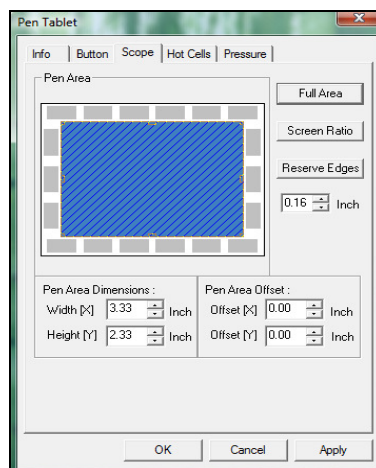 Pen Tablet
Info Button Scope Hot Cells Pressure
Pen Area
Full Area
Screen Ratio
Reserve Edges
0.16 Inch
Pen Area Dimensions :
Width [X] 3.33 Inch
Height [Y] 2.33 Inch
Pen Area Offset :
Offset [X] 0.00 Inch
Offset [Y] 0.00 Inch
OK Cancel Apply